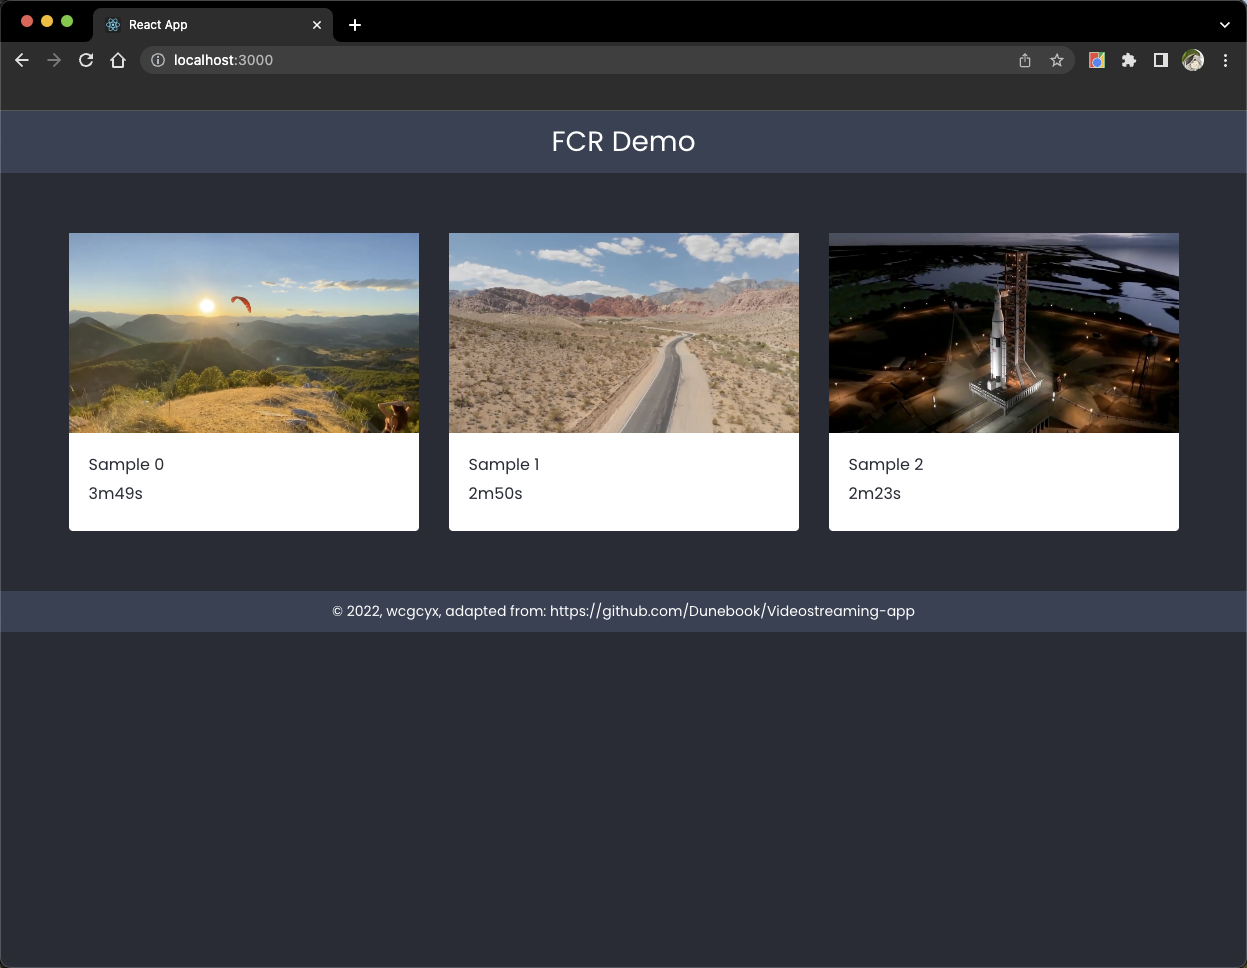 React App
localhost:3000
FCR Demo
Sample 0
3m49s
Sample 1
2m50s
Sample 2
2m23s
© 2022, wcgcyx, adapted from: https://github.com/Dunebook/Videostreaming-app